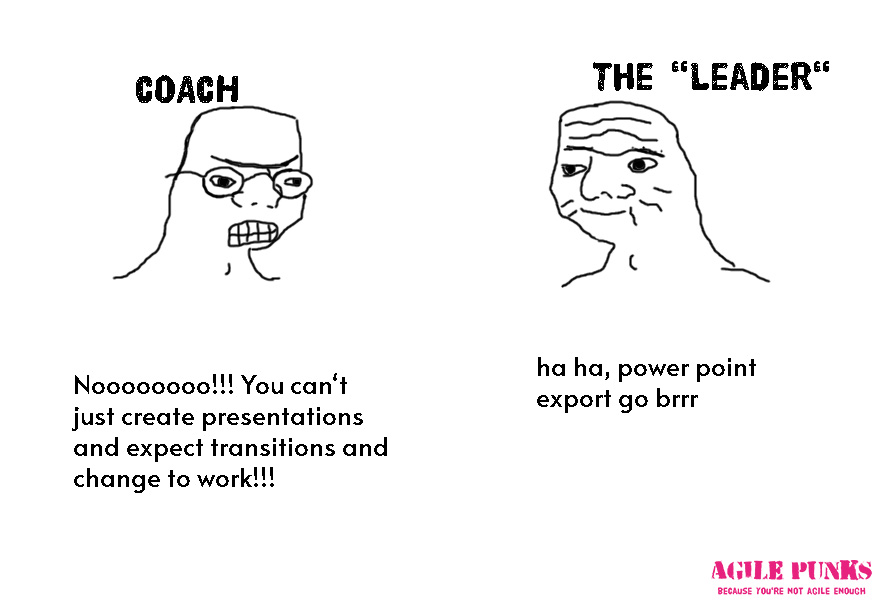 COACH
Noooooooo!!! You can‘t
just create presentations
and expect transitions and
change to work!!!
THE “LEADER“
ha ha, power point
export go brrr
AGILE PUNKS
BECAUSE YOU'RE NOT AGILE ENOUGH